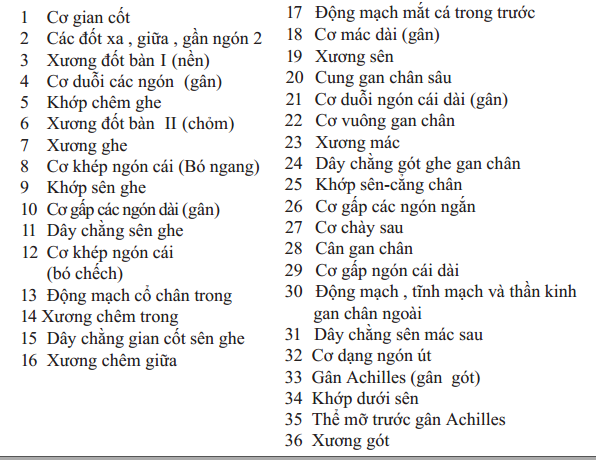 1 Cơ gian cốt
2 Các đốt xa , giữa , gần ngón 2
3 Xương đốt bàn I (nền)
4 Cơ duỗi các ngón (gân)
5 Khớp chêm ghe
6 Xương đốt bàn II (chỏm)
7 Xương ghe
8 Cơ khép ngón cái (Bó ngang)
9 Khớp sên ghe
10 Cơ gấp các ngón dài (gân)
11 Dây chằng sên ghe
12 Cơ khép ngón cái
(bó chếch)
13 Động mạch cổ chân trong
14 Xương chêm trong
15 Dây chằng gian cốt sên ghe
16 Xương chêm giữa
17 Động mạch mắt cá trong trước
18 Cơ mác dài (gân)
19 Xương sên
20 Cung gan chân sâu
21 Cơ duỗi ngón cái dài (gân)
22 Cơ vuông gan chân
23 Xương mác
24 Dây chằng gót ghe gan chân
25 Khớp sên-cẳng chân
26 Cơ gấp các ngón ngắn
27 Cơ chày sau
28 Cân gan chân
29 Cơ gấp ngón cái dài
30 Động mạch , tĩnh mạch và thần kinh
gan chân ngoài
31 Dây chằng sên mác sau
32 Cơ dạng ngón út
33 Gân Achilles (gân gót)
34 Khớp dưới sên
35 Thể mỡ trước gân Achilles
36 Xương gót